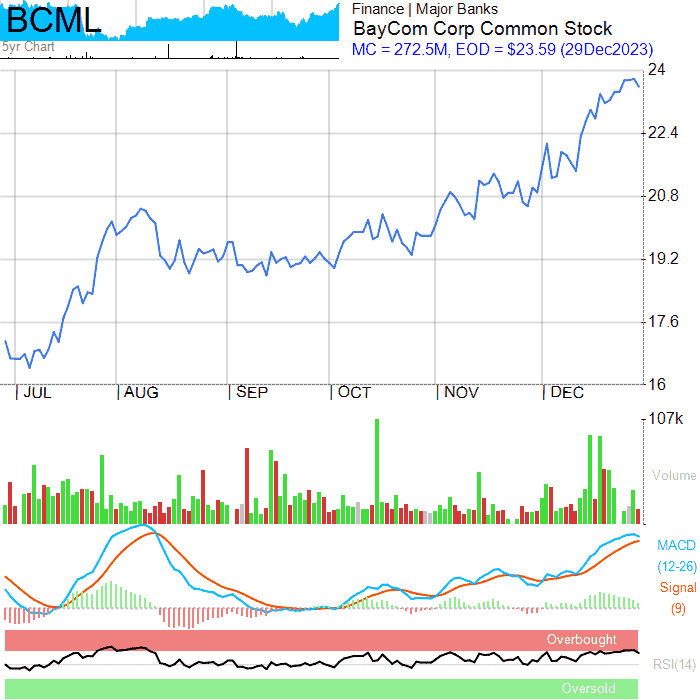 BCML
5yr Chart
Finance | Major Banks
BayCom Corp Common Stock
MC = 272.5M, EOD = $23.59 (29Dec2023)
24
22.4
20.8
19.2
17.6
16
JUL AUG SEP OCT NOV DEC
107k
Volume
MACD
(12-26)
Signal
(9)
Overbought
RSI(14)
Oversold